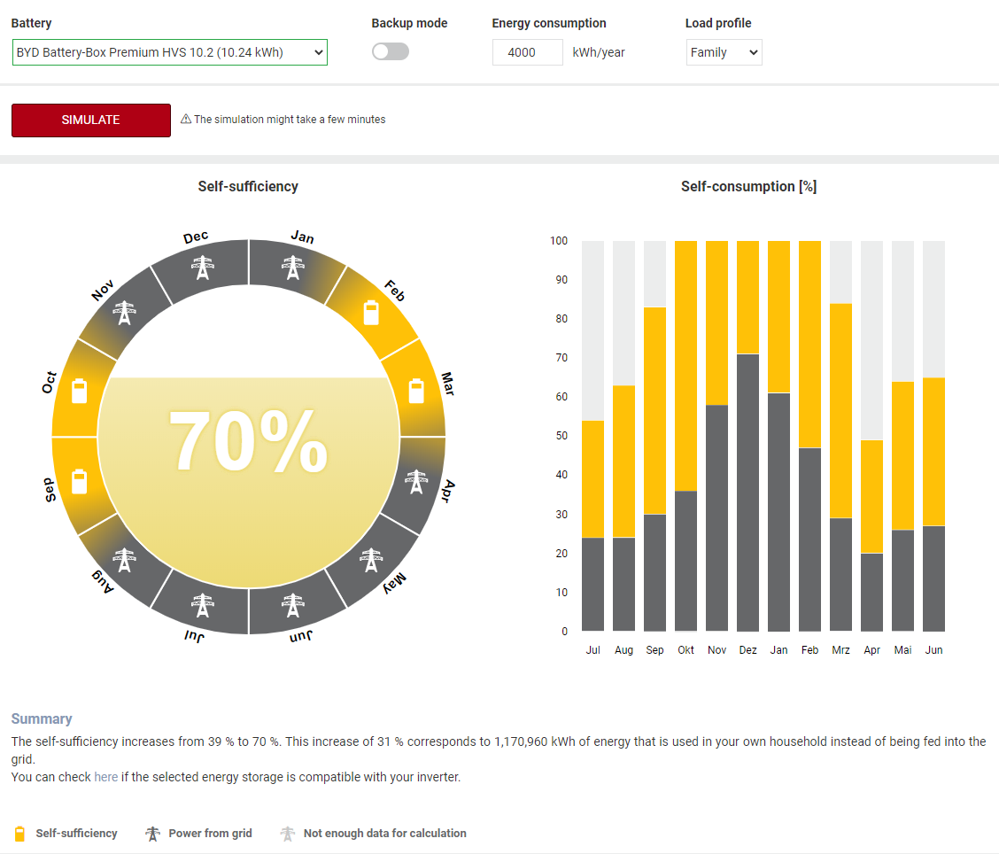 Battery
Backup mode
Energy consumption
Load profile
BYD Battery-Box Premium HVS 10.2 (10.24 kWh)
4000
kWh/year
Family
SIMULATE
⚠ The simulation might take a few minutes
Self-sufficiency
Self-consumption [%]
Dec
Jan
Nov
Feb
Oct
Mar
70%
Sep
Apr
Aug
May
Jul
Jun
100
90
80
70
60
50
40
30
20
10
0
Jul Aug Sep Okt Nov Dez Jan Feb Mrz Apr Mai Jun
Summary
The self-sufficiency increases from 39 % to 70 %. This increase of 31 % corresponds to 1,170,960 kWh of energy that is used in your own household instead of being fed into the
grid.
You can check here if the selected energy storage is compatible with your inverter.
Self-sufficiency
Power from grid
Not enough data for calculation